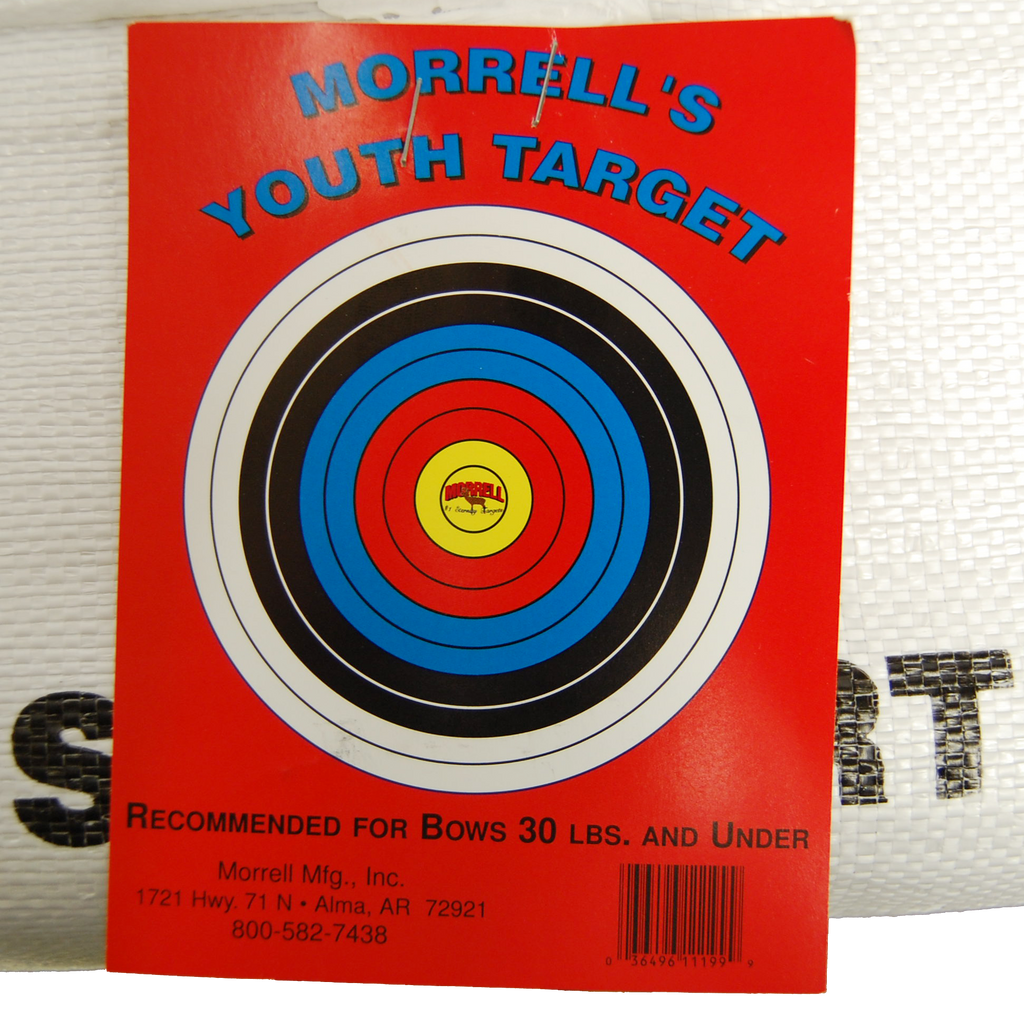 MORRELL'S
YOUTH TARGET
MORRELL
S
RT
RECOMMENDED FOR BOWS 30 LBS. AND UNDER
Morrell Mfg., Inc.
1721 Hwy. 71 N • Alma, AR 72921
800-582-7438
0 36496 11199 9